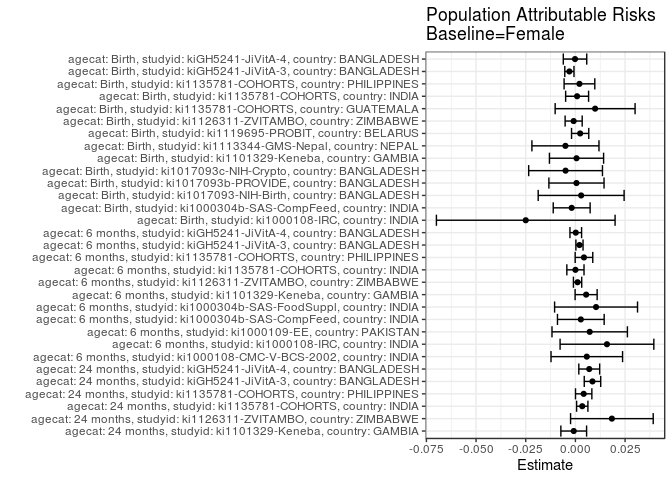 Population Attributable Risks
Baseline=Female
agecat: Birth, studyid: kiGH5241-JiVitA-4, country: BANGLADESH
agecat: Birth, studyid: kiGH5241-JiVitA-3, country: BANGLADESH
agecat: Birth, studyid: ki1135781-COHORTS, country: PHILIPPINES
agecat: Birth, studyid: ki1135781-COHORTS, country: INDIA
agecat: Birth, studyid: ki1135781-COHORTS, country: GUATEMALA
agecat: Birth, studyid: ki1126311-ZVITAMBO, country: ZIMBABWE
agecat: Birth, studyid: ki1119695-PROBIT, country: BELARUS
agecat: Birth, studyid: ki1113344-GMS-Nepal, country: NEPAL
agecat: Birth, studyid: ki1101329-Keneba, country: GAMBIA
agecat: Birth, studyid: ki1017093c-NIH-Crypto, country: BANGLADESH
agecat: Birth, studyid: ki1017093b-PROVIDE, country: BANGLADESH
agecat: Birth, studyid: ki1017093-NIH-Birth, country: BANGLADESH
agecat: Birth, studyid: ki1000304b-SAS-CompFeed, country: INDIA
agecat: Birth, studyid: ki1000108-IRC, country: INDIA
agecat: 6 months, studyid: kiGH5241-JiVitA-4, country: BANGLADESH
agecat: 6 months, studyid: kiGH5241-JiVitA-3, country: BANGLADESH
agecat: 6 months, studyid: ki1135781-COHORTS, country: PHILIPPINES
agecat: 6 months, studyid: ki1135781-COHORTS, country: INDIA
agecat: 6 months, studyid: ki1126311-ZVITAMBO, country: ZIMBABWE
agecat: 6 months, studyid: ki1101329-Keneba, country: GAMBIA
agecat: 6 months, studyid: ki1000304b-SAS-FoodSuppl, country: INDIA
agecat: 6 months, studyid: ki1000304b-SAS-CompFeed, country: INDIA
agecat: 6 months, studyid: ki1000109-EE, country: PAKISTAN
agecat: 6 months, studyid: ki1000108-IRC, country: INDIA
agecat: 6 months, studyid: ki1000108-CMC-V-BCS-2002, country: INDIA
agecat: 24 months, studyid: kiGH5241-JiVitA-4, country: BANGLADESH
agecat: 24 months, studyid: kiGH5241-JiVitA-3, country: BANGLADESH
agecat: 24 months, studyid: ki1135781-COHORTS, country: PHILIPPINES
agecat: 24 months, studyid: ki1135781-COHORTS, country: INDIA
agecat: 24 months, studyid: ki1126311-ZVITAMBO, country: ZIMBABWE
agecat: 24 months, studyid: ki1101329-Keneba, country: GAMBIA
-0.075 -0.050 -0.025 0.000 0.025
Estimate